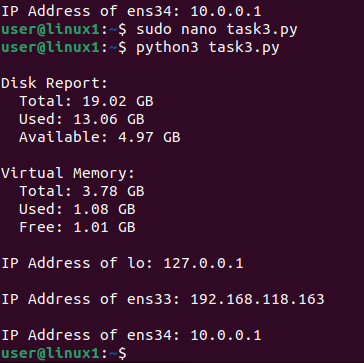 IP Address of ens34: 10.0.0.1
user@linux1:~$ sudo nano task3.py
user@linux1:~$ python3 task3.py
Disk Report:
Total: 19.02 GB
Used: 13.06 GB
Available: 4.97 GB
Virtual Memory:
Total: 3.78 GB
Used: 1.08 GB
Free: 1.01 GB
IP Address of lo: 127.0.0.1
IP Address of ens33: 192.168.118.163
IP Address of ens34: 10.0.0.1
user@linux1:~$